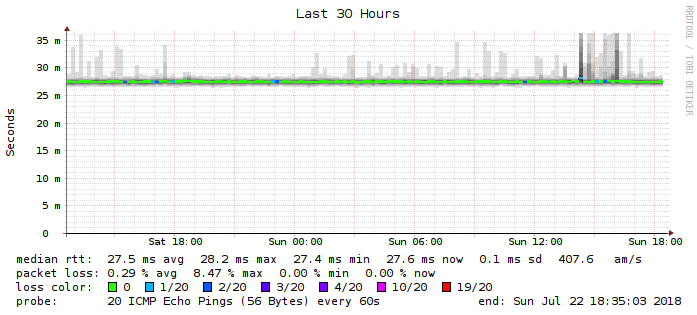 Last 30 Hours
RRDTOOL / TOBI OETIKER
Seconds
35 m
30 m
25 m
20 m
15 m
10 m
5 m
0
Sat 18:00 Sun 00:00 Sun 06:00 Sun 12:00 Sun 18:00
median rtt: 27.5 ms avg 28.2 ms max 27.4 ms min 27.6 ms now 0.1 ms sd 407.6 am/s
packet loss: 0.29 % avg 8.47 % max 0.00 % min 0.00 % now
loss color: 0 1/20 2/20 3/20 4/20 10/20 19/20
probe: 20 ICMP Echo Pings (56 Bytes) every 60s end: Sun Jul 22 18:35:03 2018